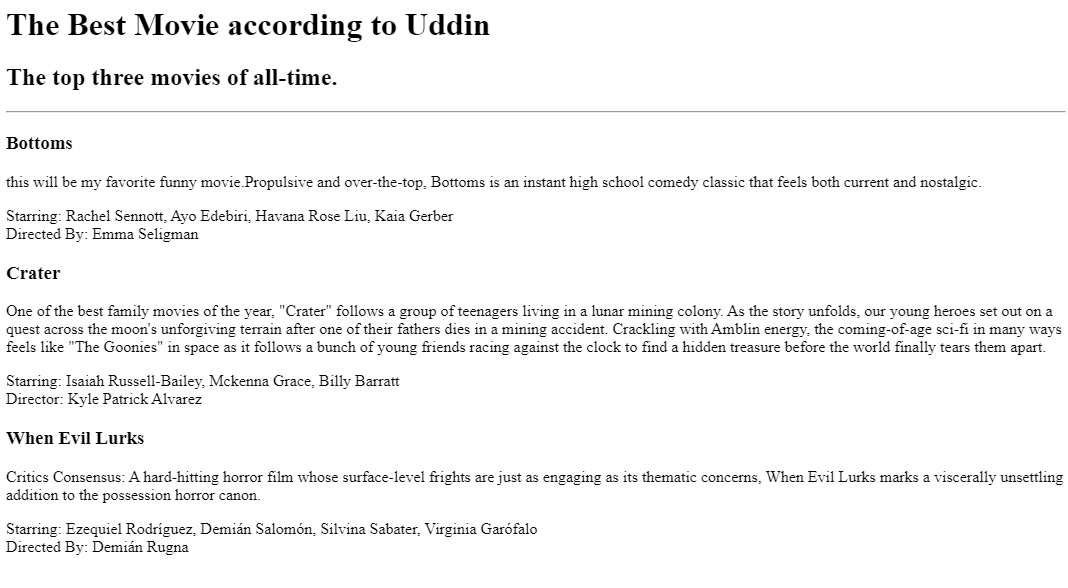 The Best Movie according to Uddin
The top three movies of all-time.
Bottoms
this will be my favorite funny movie.Propulsive and over-the-top, Bottoms is an instant high school comedy classic that feels both current and nostalgic.
Starring: Rachel Sennott, Ayo Edebiri, Havana Rose Liu, Kaia Gerber
Directed By: Emma Seligman
Crater
One of the best family movies of the year, "Crater" follows a group of teenagers living in a lunar mining colony. As the story unfolds, our young heroes set out on a
quest across the moon's unforgiving terrain after one of their fathers dies in a mining accident. Crackling with Amblin energy, the coming-of-age sci-fi in many ways
feels like "The Goonies" in space as it follows a bunch of young friends racing against the clock to find a hidden treasure before the world finally tears them apart.
Starring: Isaiah Russell-Bailey, Mckenna Grace, Billy Barratt
Director: Kyle Patrick Alvarez
When Evil Lurks
Critics Consensus: A hard-hitting horror film whose surface-level frights are just as engaging as its thematic concerns, When Evil Lurks marks a viscerally unsettling
addition to the possession horror canon.
Starring: Ezequiel Rodríguez, Demián Salomón, Silvina Sabater, Virginia Garófalo
Directed By: Demián Rugna